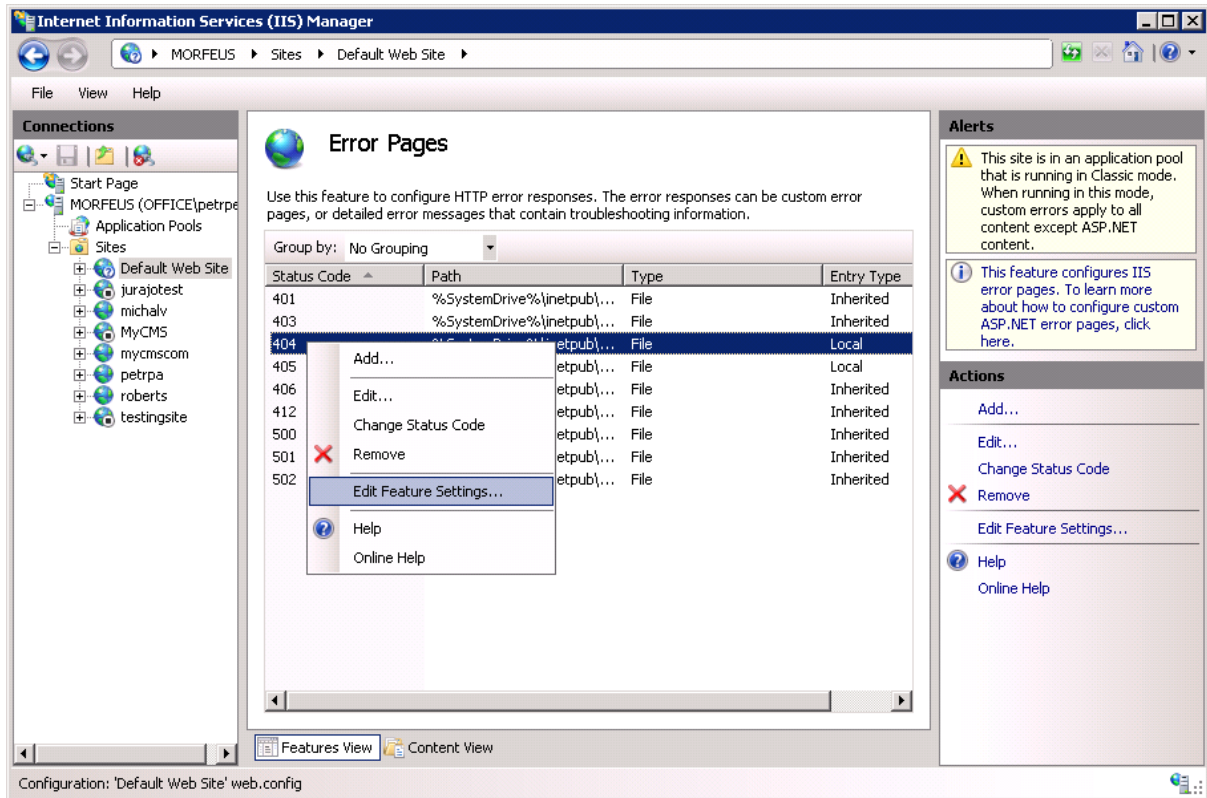 Internet Information Services (IIS) Manager
MORFEUS Sites Default Web Site
File View Help
Connections
Start Page
MORFEUS (OFFICE\petrpe
Application Pools
Sites
Default Web Site
jurajotest
michalv
MyCMS
mycmscom
petrpa
roberts
testingsite
Error Pages
Use this feature to configure HTTP error responses. The error responses can be custom error
pages, or detailed error messages that contain troubleshooting information.
Group by: No Grouping
Status Code Path Type Entry Type
401 %SystemDrive%\inetpub\... File Inherited
403 %SystemDrive%\inetpub\... File Inherited
404 %SystemDrive%\inetpub\... File Local
405 etpub\... File Local
406 etpub\... File Inherited
412 etpub\... File Inherited
500 etpub\... File Inherited
501 etpub\... File Inherited
502 etpub\... File Inherited
Add...
Edit...
Change Status Code
Remove
Edit Feature Settings...
Help
Online Help
Features View Content View
Alerts
This site is in an application pool
that is running in Classic mode.
When running in this mode,
custom errors apply to all
content except ASP.NET
content.
This feature configures IIS
error pages. To learn more
about how to configure custom
ASP.NET error pages, click
here.
Actions
Add...
Edit...
Change Status Code
Remove
Edit Feature Settings...
Help
Online Help
Configuration: 'Default Web Site' web.config